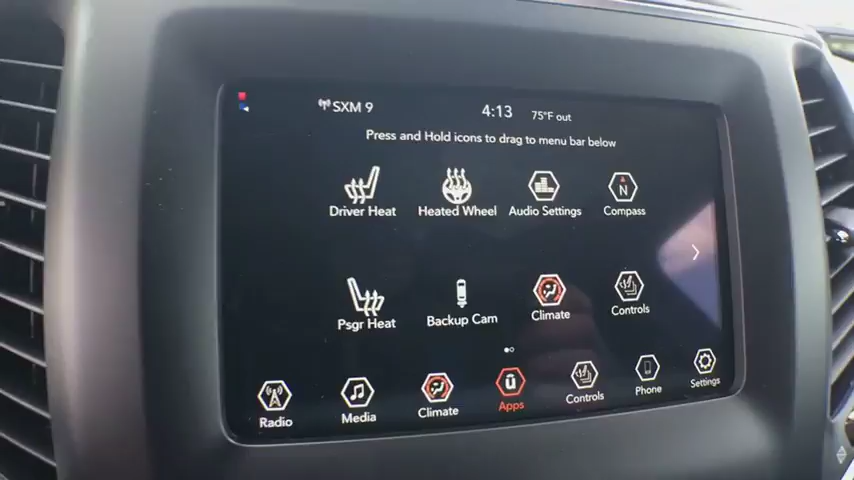 SXM 9 4:13 75°F out
Press and Hold icons to drag to menu bar below
Driver Heat Heated Wheel Audio Settings N Compass
Psgr Heat Backup Cam Climate Controls
Radio Media Climate ū Apps Controls Phone Settings